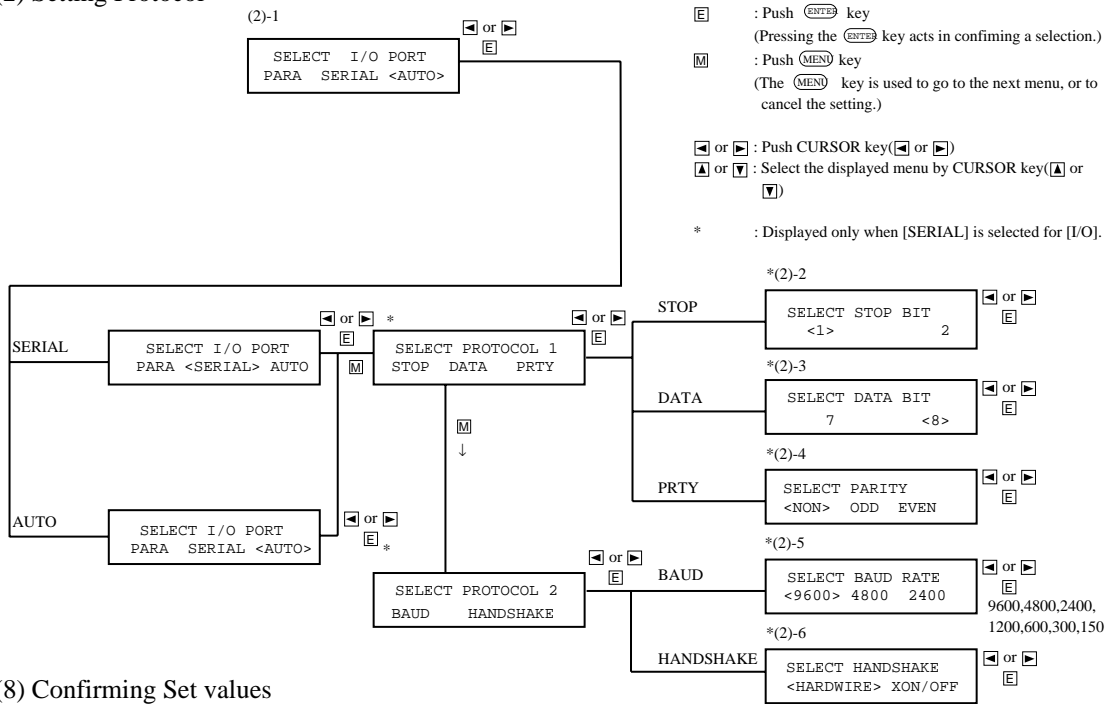 (2) Setting Protocol
(2)-1
◄ or ►
E
SELECT I/O PORT
PARA SERIAL <AUTO>
E : Push ENTER key
(Pressing the ENTER key acts in confiming a selection.)
M : Push MENU key
(The MENU key is used to go to the next menu, or to
cancel the setting.)
◄ or ► : Push CURSOR key(◄ or ►)
▲ or ▼ : Select the displayed menu by CURSOR key(▲ or
▼)
* : Displayed only when [SERIAL] is selected for [I/O].
SERIAL
SELECT I/O PORT
PARA <SERIAL> AUTO
◄ or ► *
E
M
SELECT PROTOCOL 1
STOP DATA PRTY
◄ or ►
E
M
↓
STOP
*(2)-2
SELECT STOP BIT
<1> 2
◄ or ►
E
DATA
*(2)-3
SELECT DATA BIT
7 <8>
◄ or ►
E
PRTY
*(2)-4
SELECT PARITY
<NON> ODD EVEN
◄ or ►
E
AUTO
SELECT I/O PORT
PARA SERIAL <AUTO>
◄ or ►
E *
SELECT PROTOCOL 2
BAUD HANDSHAKE
◄ or ►
E
BAUD
*(2)-5
SELECT BAUD RATE
<9600> 4800 2400
◄ or ►
E
9600,4800,2400,
1200,600,300,150
HANDSHAKE
*(2)-6
SELECT HANDSHAKE
<HARDWIRE> XON/OFF
◄ or ►
E
(8) Confirming Set values